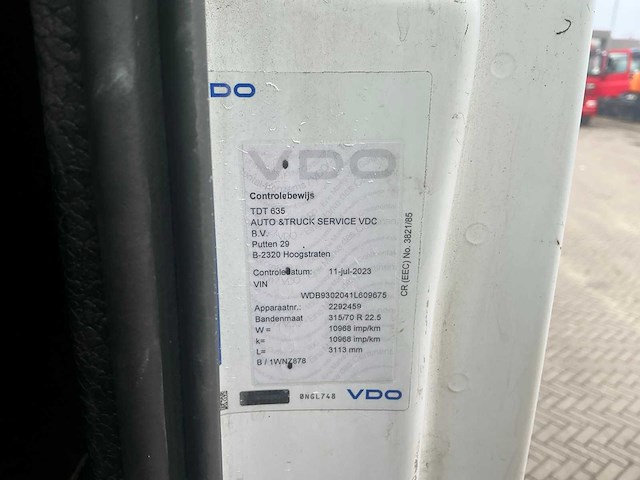 VDO
VDO
Controlebewijs
TDT 635
AUTO &TRUCK SERVICE VDC
B.V.
Putten 29
B-2320 Hoogstraten
Controledatum: 11-jul-2023
VIN
WDB9302041L609675
Apparaatnr.: 2292459
Bandenmaat 315/70 R 22.5
W = 10968 imp/km
k= 10968 imp/km
L= 3113 mm
B / 1WNZ878
CR (EEC) No. 3821/85
0NGL748 VDO